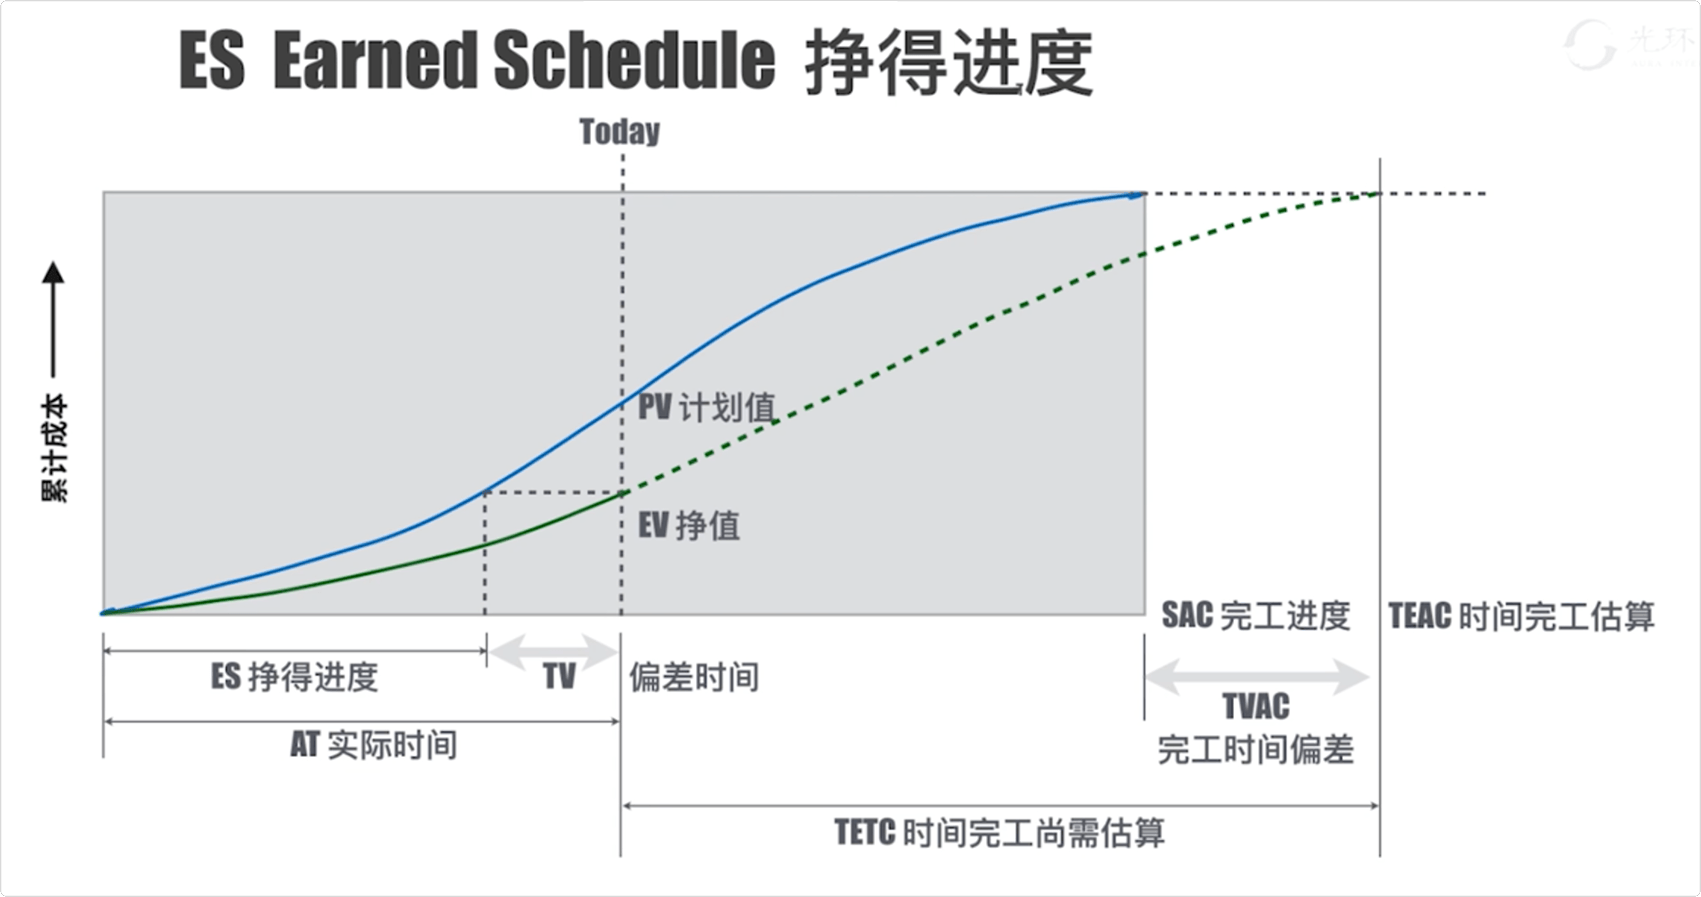 ES Earned Schedule 挣得进度
光环
Today
累计成本
PV 计划值
EV 挣值
SAC 完工进度
TEAC 时间完工估算
ES 挣得进度
TV
偏差时间
AT 实际时间
TVAC
完工时间偏差
TETC 时间完工尚需估算